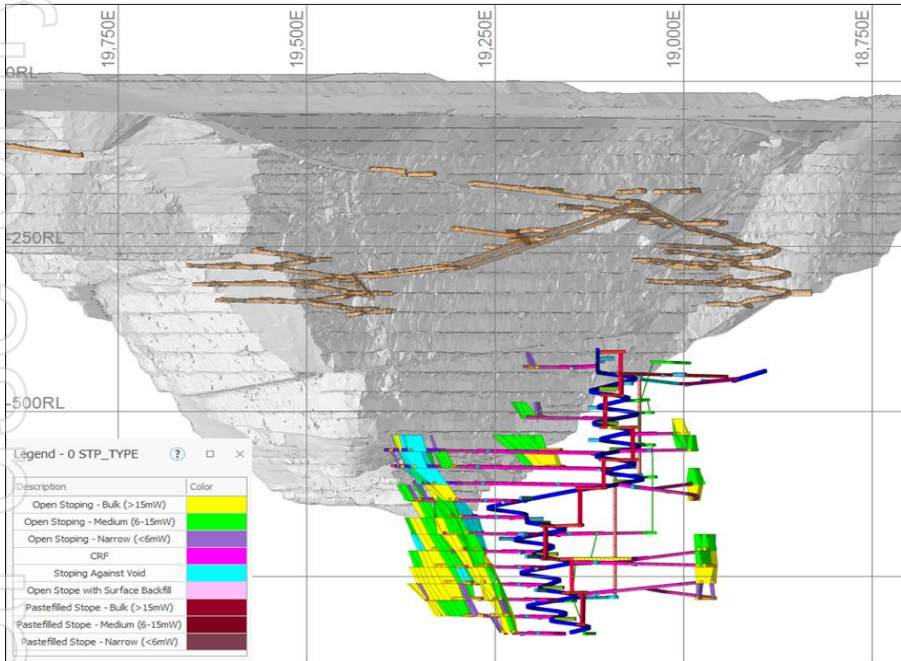 19,750E
19,500E
19,250E
19,000E
18,750E
0RL
-250RL
-500RL
Legend - 0 STP_TYPE
?
Description Color
Open Stoping - Bulk (>15mW)
Open Stoping - Medium (6-15mW)
Open Stoping - Narrow (<6mW)
CRF
Stoping Against Void
Open Stope with Surface Backfill
Pastefilled Stope - Bulk (>15mW)
Pastefilled Stope - Medium (6-15mW)
Pastefilled Stope - Narrow (<6mW)